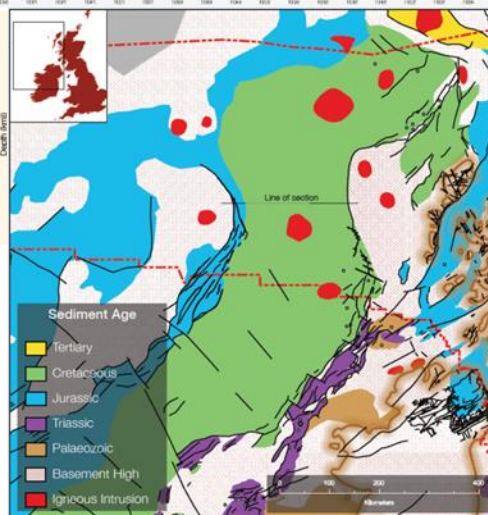 Depth (kms)
Line of section
Sediment Age
Tertiary
Cretaceous
Jurassic
Triassic
Palaeozoic
Basement High
Igneous Intrusion
100
200
400
Kilometers